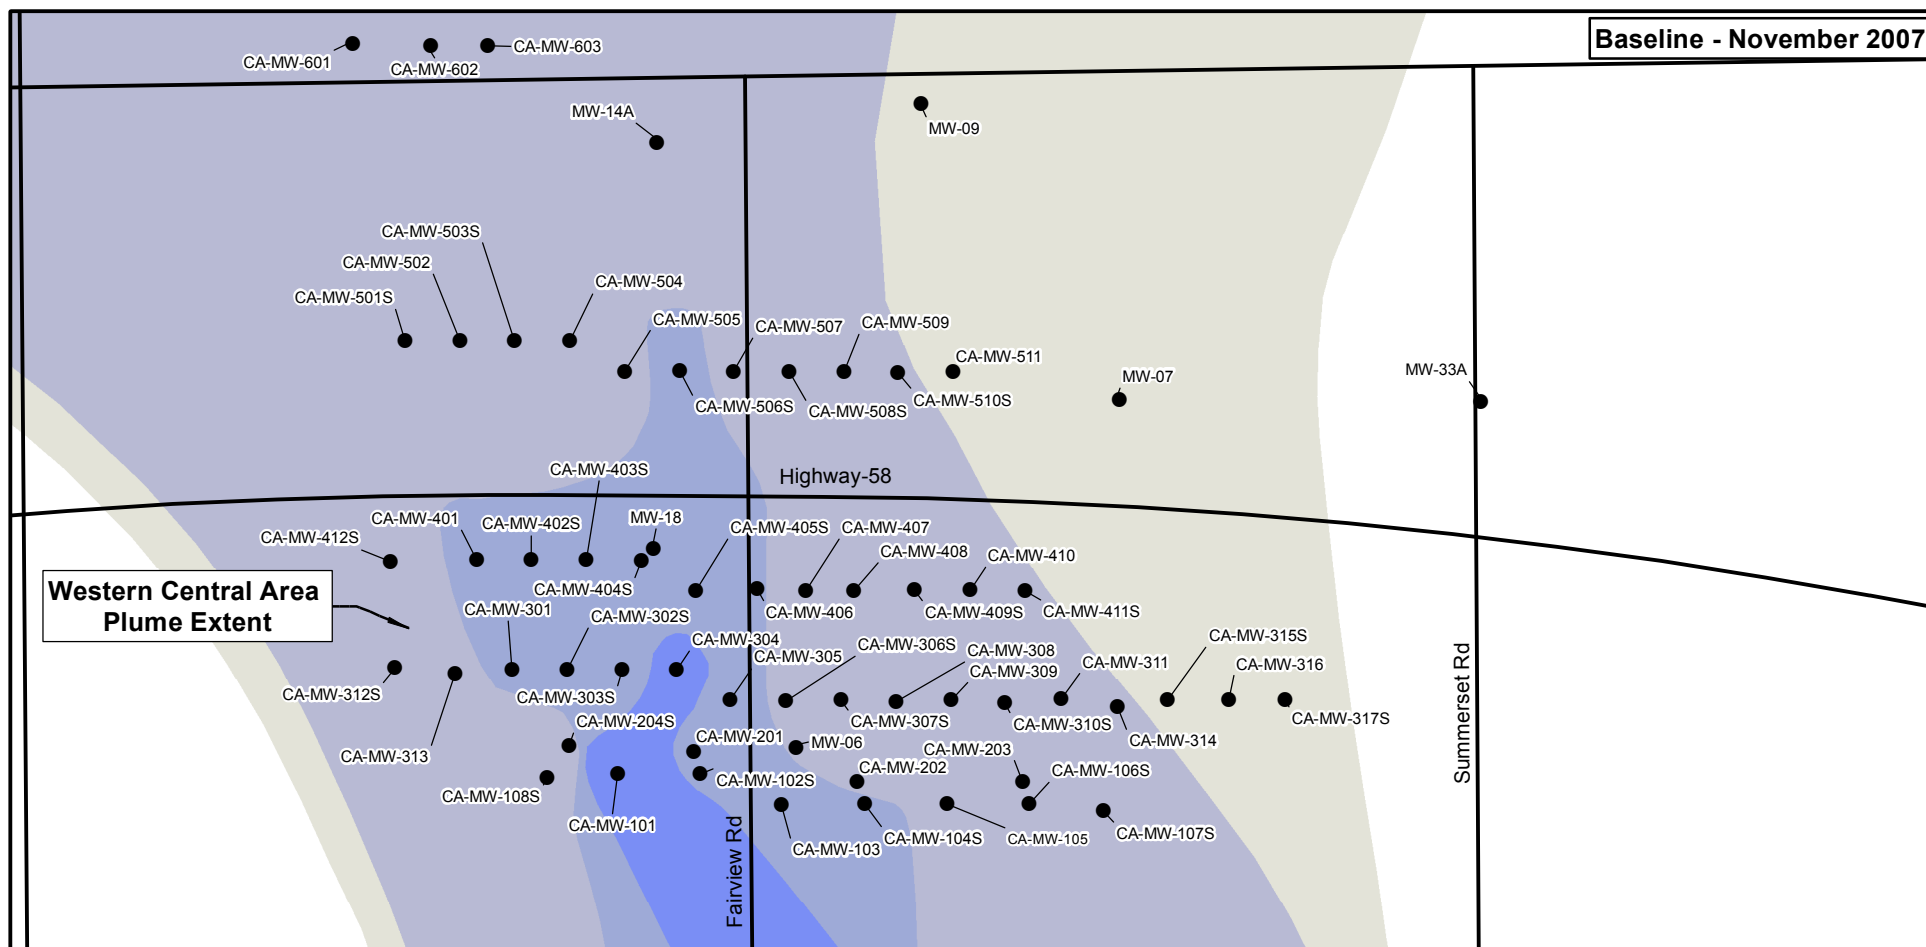 Baseline - November 2007
CA-MW-601
CA-MW-602
CA-MW-603
MW-14A
MW-09
CA-MW-503S
CA-MW-502
CA-MW-501S
CA-MW-504
CA-MW-505
CA-MW-507
CA-MW-509
CA-MW-511
CA-MW-506S
CA-MW-508S
CA-MW-510S
MW-07
MW-33A
Highway-58
CA-MW-403S
CA-MW-412S
CA-MW-401
CA-MW-402S
MW-18
CA-MW-405S
CA-MW-407
CA-MW-408
CA-MW-410
CA-MW-404S
CA-MW-406
CA-MW-409S
CA-MW-411S
Western Central Area
Plume Extent
CA-MW-301
CA-MW-302S
CA-MW-304
CA-MW-305
CA-MW-306S
CA-MW-308
CA-MW-309
CA-MW-311
CA-MW-315S
CA-MW-316
CA-MW-312S
CA-MW-303S
CA-MW-307S
CA-MW-310S
CA-MW-314
CA-MW-317S
CA-MW-313
CA-MW-204S
CA-MW-201
MW-06
CA-MW-203
CA-MW-202
CA-MW-106S
CA-MW-108S
CA-MW-102S
CA-MW-101
CA-MW-103
CA-MW-104S
CA-MW-105
CA-MW-107S
Fairview Rd
Summerset Rd